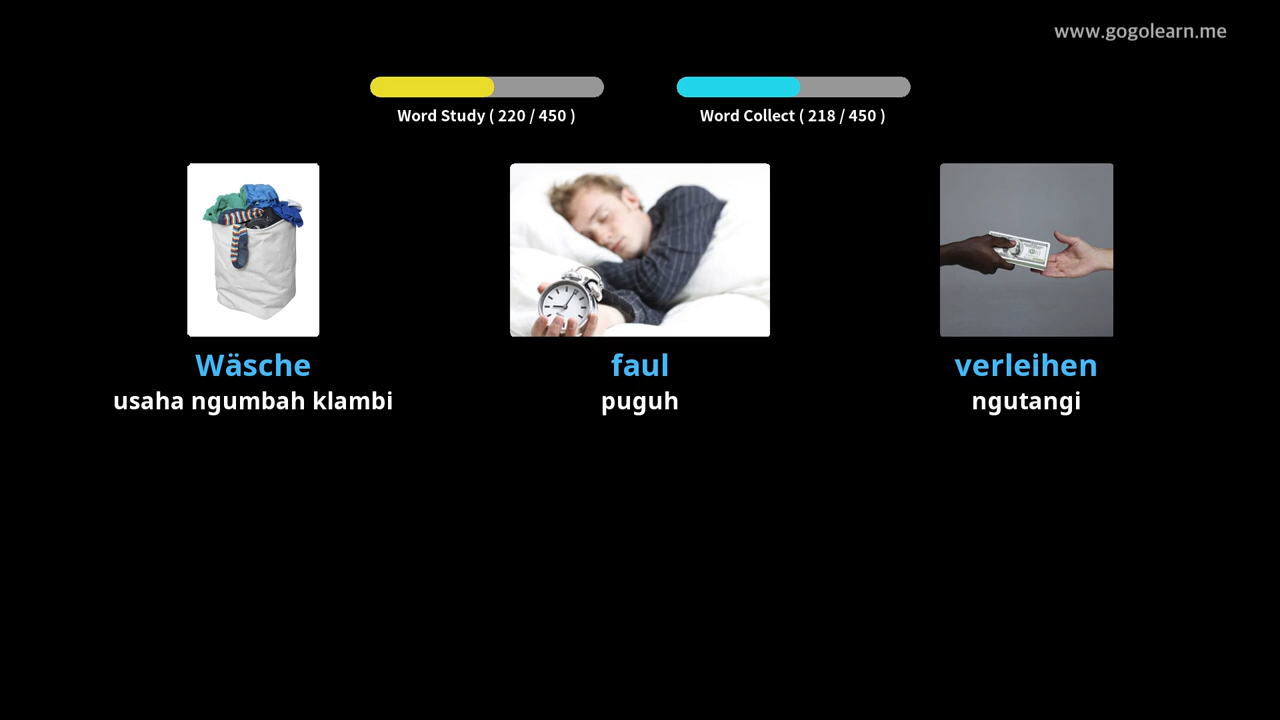 www.gogolearn.me
Word Study ( 220 / 450 )
Word Collect ( 218 / 450 )
Wäsche
usaha ngumbah klambi
faul
puguh
verleihen
ngutangi